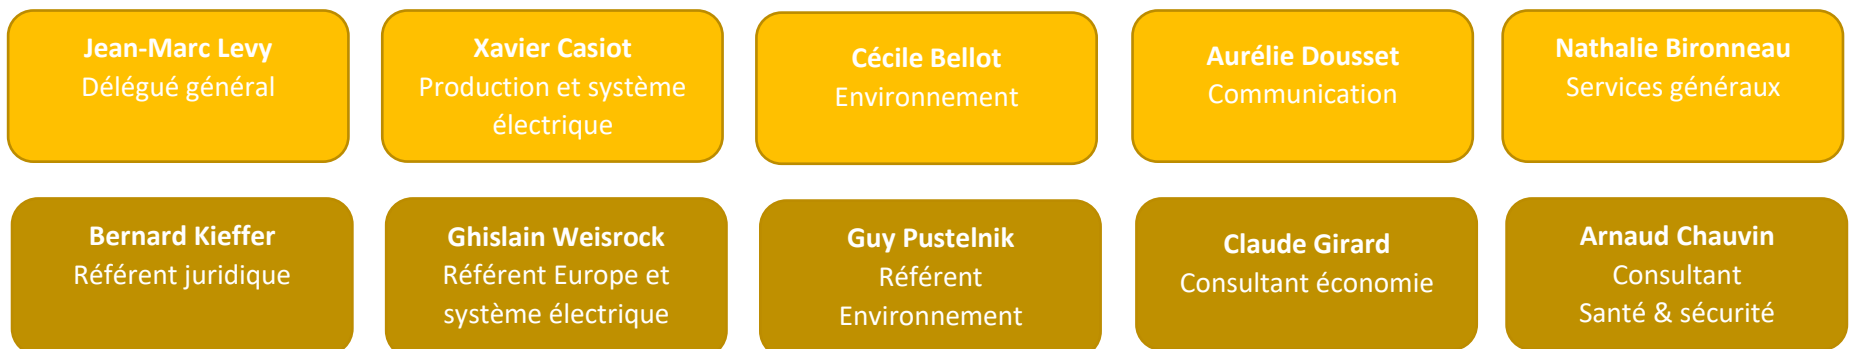 Jean-Marc Levy
Délégué général
Xavier Casiot
Production et système
électrique
Cécile Bellot
Environnement
Aurélie Dousset
Communication
Nathalie Bironneau
Services généraux
Bernard Kieffer
Référent juridique
Ghislain Weisrock
Référent Europe et
système électrique
Guy Pustelnik
Référent
Environnement
Claude Girard
Consultant économie
Arnaud Chauvin
Consultant
Santé & sécurité